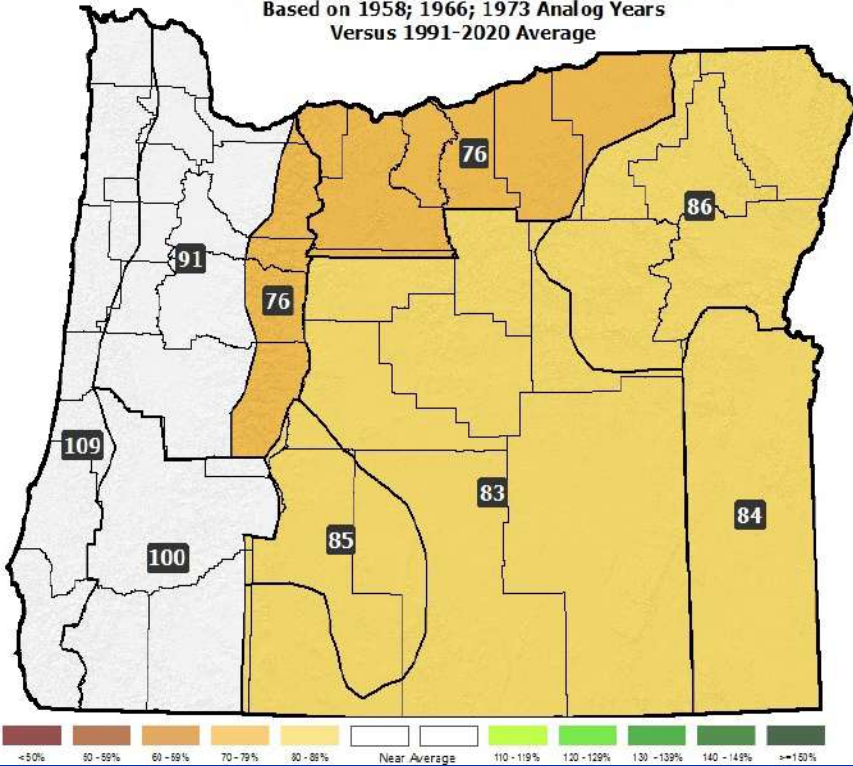 Based on 1958; 1966; 1973 Analog Years
Versus 1991-2020 Average
76
86
91
76
109
83
84
85
100
<50%
50 - 59%
60 - 69%
70 - 79%
80 - 89%
Near Average
110 - 119%
120 - 129%
130 - 139%
140 - 149%
>=150%